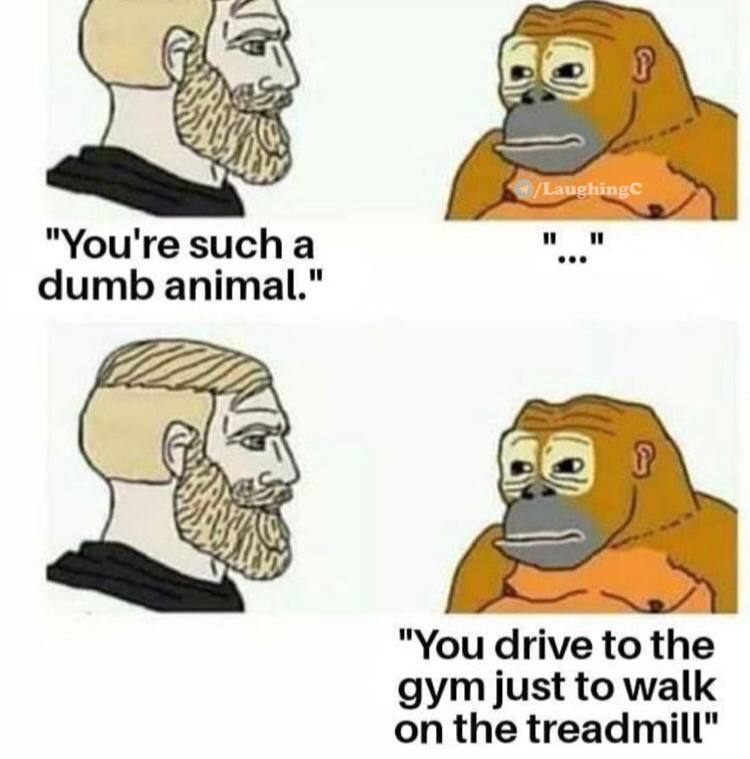 /LaughingC
"You're such a
dumb animal."
"..."
"You drive to the
gym just to walk
on the treadmill"